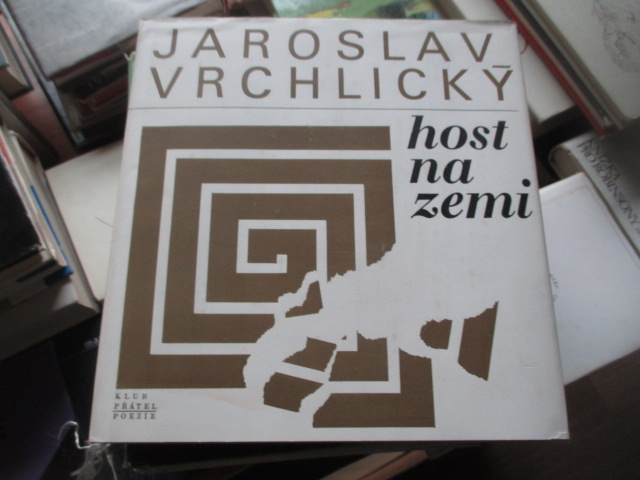 JAROSLAV
VRCHLICKÝ
host
na
zemi
KLUB
PŘÁTEL
POEZIE